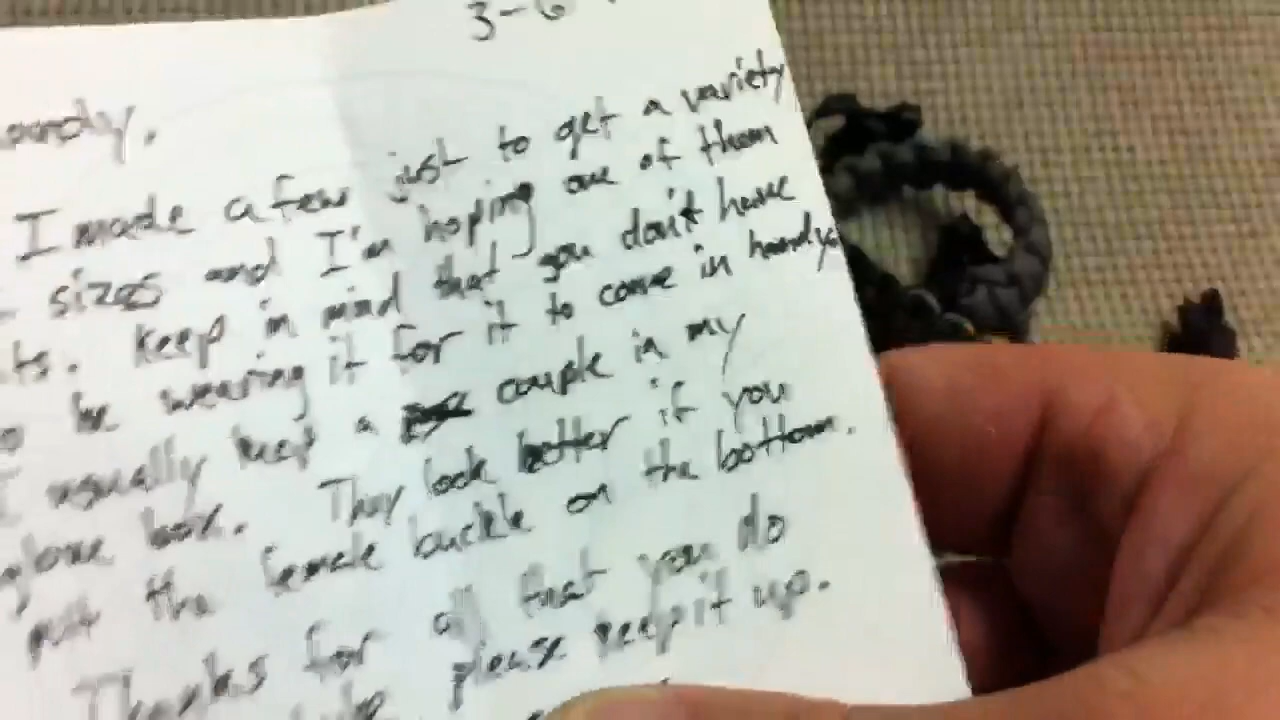 3-6
I made a few just to get a variety
sizes and I'm hoping one of them
ts. Keep in mind that you don't have
be wearing it for it to come in handy.
I usually keep a couple in my
glove box. They look better if you
put the female buckle on the bottom.
Thanks for all that you do
please keep it up.